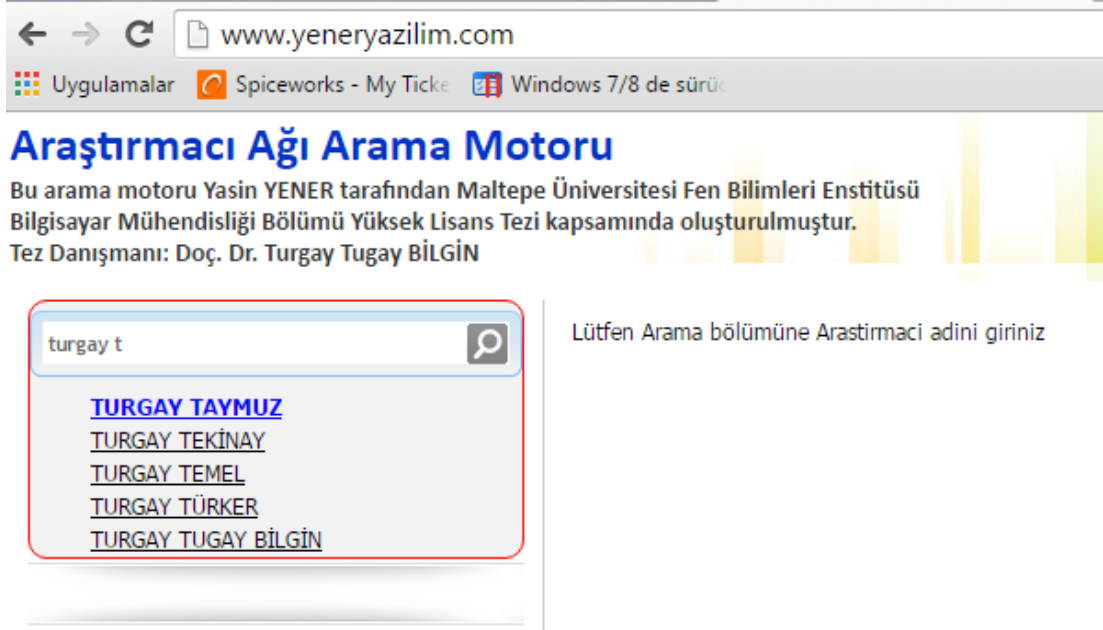 www.yeneryazilim.com
Uygulamalar Spiceworks - My Ticke Windows 7/8 de sürüc
Araştırmacı Ağı Arama Motoru
Bu arama motoru Yasin YENER tarafından Maltepe Üniversitesi Fen Bilimleri Enstitüsü
Bilgisayar Mühendisliği Bölümü Yüksek Lisans Tezi kapsamında oluşturulmuştur.
Tez Danışmanı: Doç. Dr. Turgay Tugay BİLGİN
turgay t
TURGAY TAYMUZ
TURGAY TEKİNAY
TURGAY TEMEL
TURGAY TÜRKER
TURGAY TUGAY BİLGİN
Lütfen Arama bölümüne Arastirmaci adini giriniz